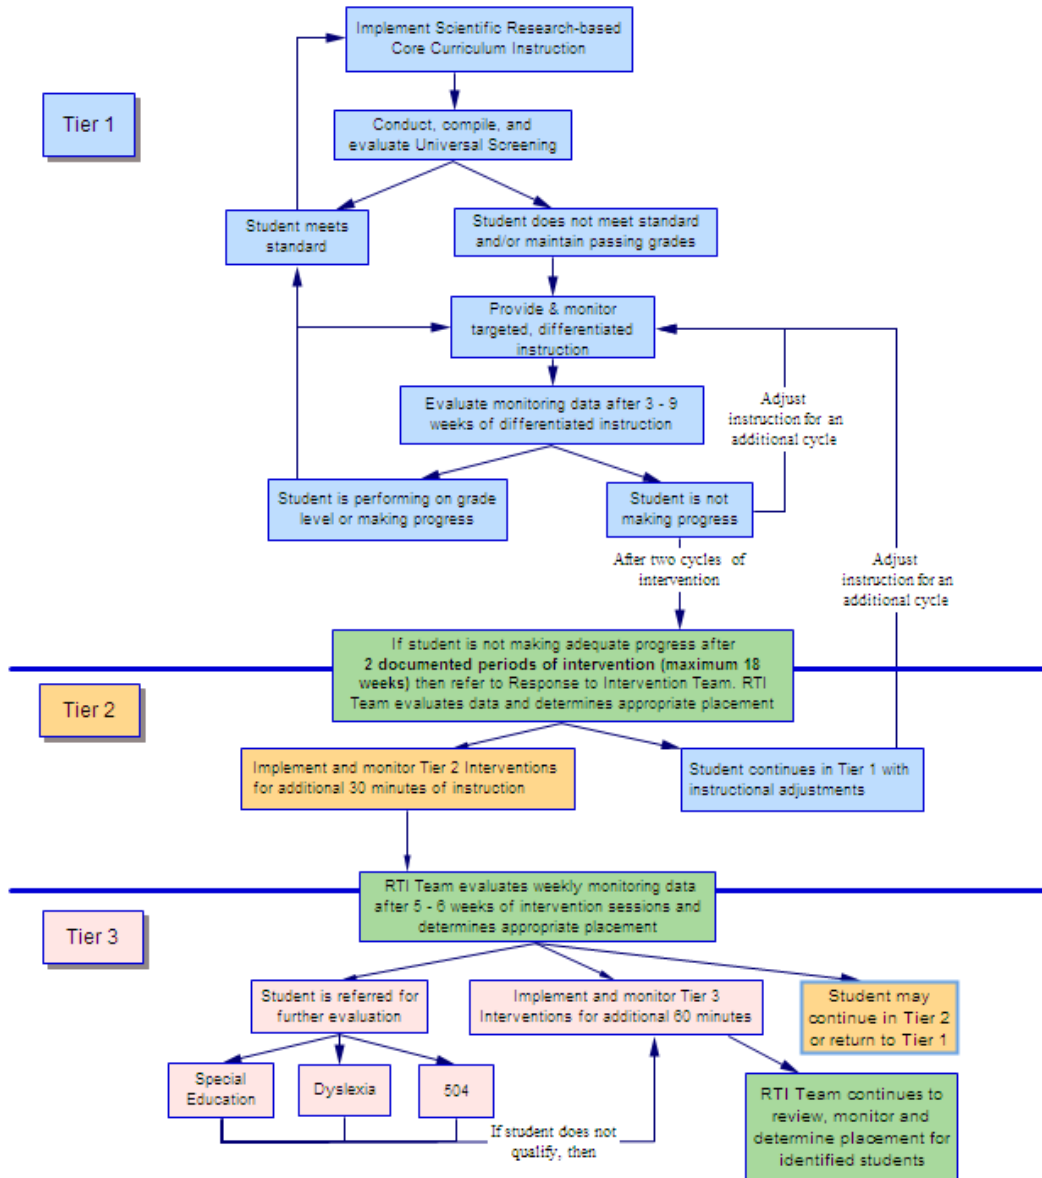 Implement Scientific Research-based
Core Curriculum Instruction
Tier 1
Conduct, compile, and
evaluate Universal Screening
Student meets
standard
Student does not meet standard
and/or maintain passing grades
Provide & monitor
targeted, differentiated
instruction
Evaluate monitoring data after 3 - 9
weeks of differentiated instruction
Adjust
instruction for an
additional cycle
Student is performing on grade
level or making progress
Student is not
making progress
After two cycles of
intervention
Adjust
instruction for an
additional cycle
If student is not making adequate progress after
2 documented periods of intervention (maximum 18
weeks) then refer to Response to Intervention Team. RTI
Team evaluates data and determines appropriate placement
Tier 2
Implement and monitor Tier 2 Interventions
for additional 30 minutes of instruction
Student continues in Tier 1 with
instructional adjustments
RTI Team evaluates weekly monitoring data
after 5 - 6 weeks of intervention sessions and
determines appropriate placement
Tier 3
Student is referred for
further evaluation
Implement and monitor Tier 3
Interventions for additional 60 minutes
Student may
continue in Tier 2
or return to Tier 1
Special
Education
Dyslexia
504
If student does not
qualify, then
RTI Team continues to
review, monitor and
determine placement for
identified students